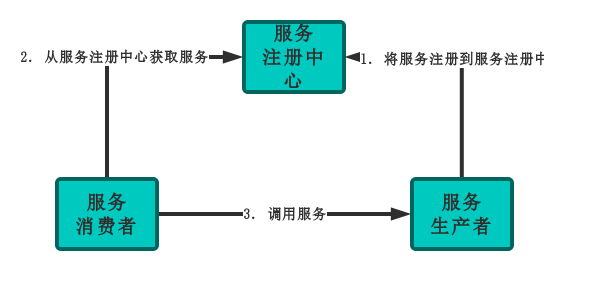 服务
注册中
心
2. 从服务注册中心获取服务
1. 将服务注册到服务注册中
服务
消费者
3. 调用服务
服务
生产者